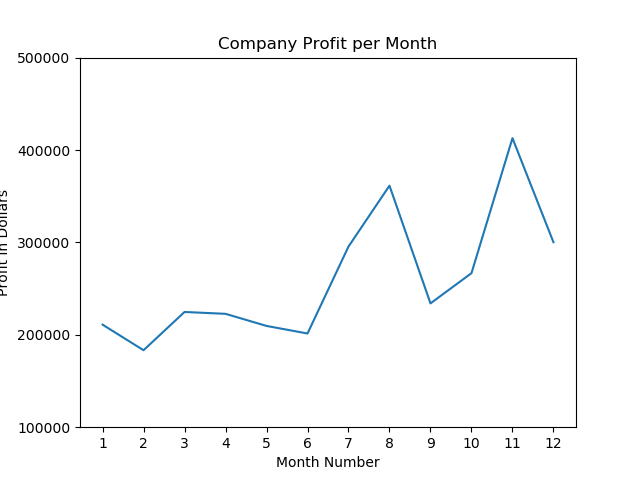 Company Profit per Month
500000
400000
300000
200000
100000
Profit in Dollars
1 2 3 4 5 6 7 8 9 10 11 12
Month Number